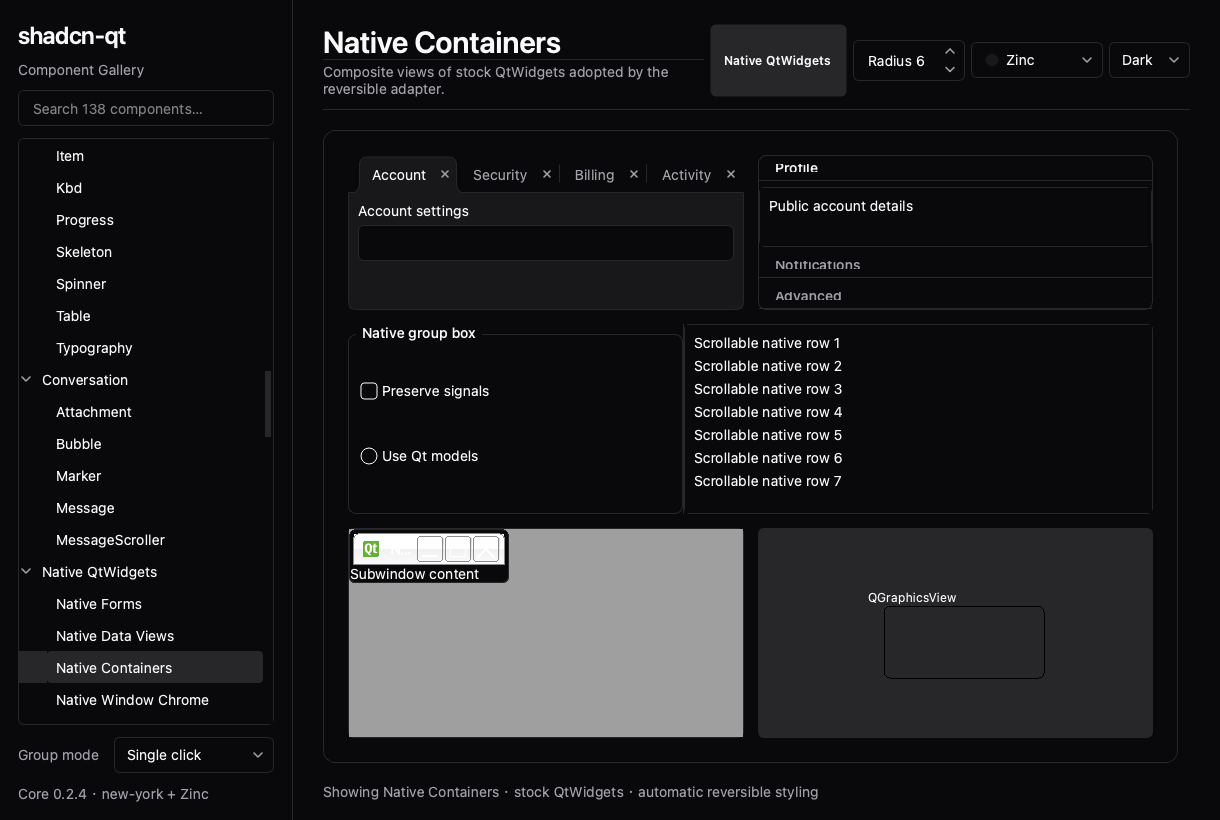 shadcn-qt
Component Gallery
Search 138 components...
Item
Kbd
Progress
Skeleton
Spinner
Table
Typography
Conversation
Attachment
Bubble
Marker
Message
MessageScroller
Native QtWidgets
Native Forms
Native Data Views
Native Containers
Native Window Chrome
Group mode
Single click
Core 0.2.4 · new-york + Zinc
Native Containers
Composite views of stock QtWidgets adopted by the
reversible adapter.
Native QtWidgets
Radius 6
Zinc
Dark
Account
Security
Billing
Activity
Account settings
Profile
Public account details
Notifications
Advanced
Native group box
Preserve signals
Use Qt models
Scrollable native row 1
Scrollable native row 2
Scrollable native row 3
Scrollable native row 4
Scrollable native row 5
Scrollable native row 6
Scrollable native row 7
Qt
Subwindow content
QGraphicsView
Showing Native Containers · stock QtWidgets · automatic reversible styling